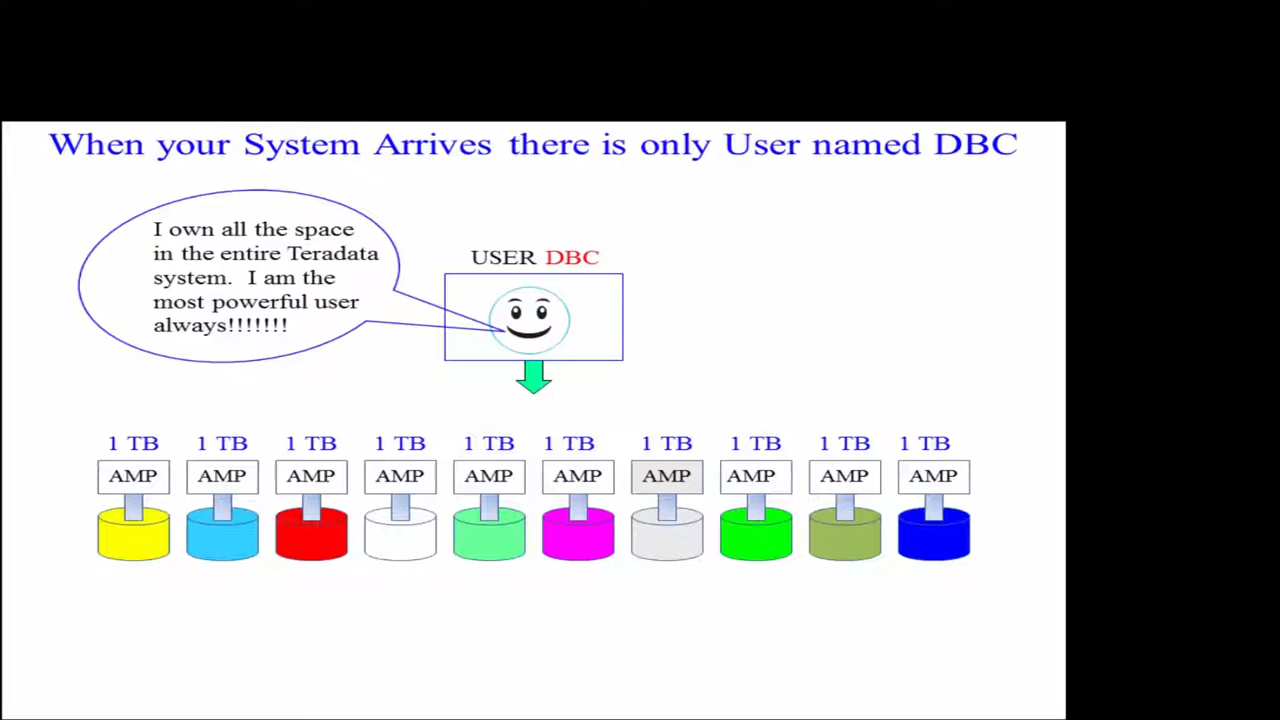 When your System Arrives there is only User named DBC
I own all the space
in the entire Teradata
system. I am the
most powerful user
always!!!!!!!
USER DBC
1 TB 1 TB 1 TB 1 TB 1 TB 1 TB 1 TB 1 TB 1 TB 1 TB
AMP AMP AMP AMP AMP AMP AMP AMP AMP AMP